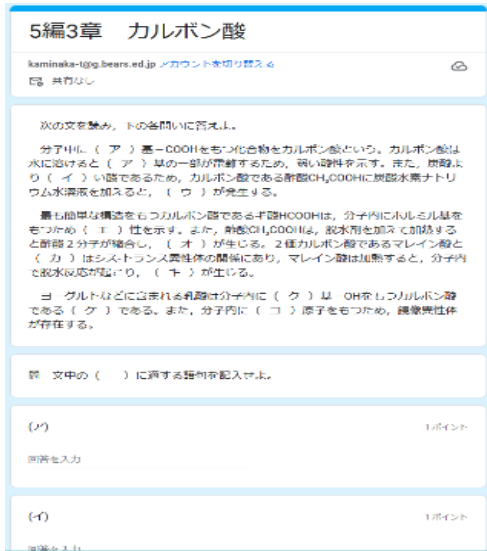 5編3章 カルボン酸
kaminaka-t@g.bears.ed.jp アカウントを切り替える
共有なし
次の文を読み，下の各問いに答えよ。
分子中に（ ア ）基－COOHをもつ化合物をカルボン酸という。カルボン酸は
水に溶けると（ ア ）基の一部が電離するため，弱い酸性を示す。また，炭酸よ
り（ イ ）い酸であるため，カルボン酸である酢酸CH₃COOHに炭酸水素ナトリ
ウム水溶液を加えると，（ ウ ）が発生する。
最も簡単な構造をもつカルボン酸であるギ酸HCOOHは，分子内にホルミル基を
もつため（ エ ）性を示す。また，酢酸CH₃COOHは，脱水剤を加えて加熱する
と酢酸２分子が縮合し，（ オ ）が生じる。２価カルボン酸であるマレイン酸と
（ カ ）はシス-トランス異性体の関係にあり，マレイン酸は加熱すると，分子内
で脱水反応が起こり，（ キ ）が生じる。
ヨーグルトなどに含まれる乳酸は分子内に（ ク ）基－OHをもつカルボン酸
である（ ケ ）である。また，分子内に（ コ ）原子をもつため，鏡像異性体
が存在する。
問 文中の（ ）に適する語句を記入せよ。
(ア) 1 ポイント
回答を入力
(イ) 1 ポイント
回答を入力